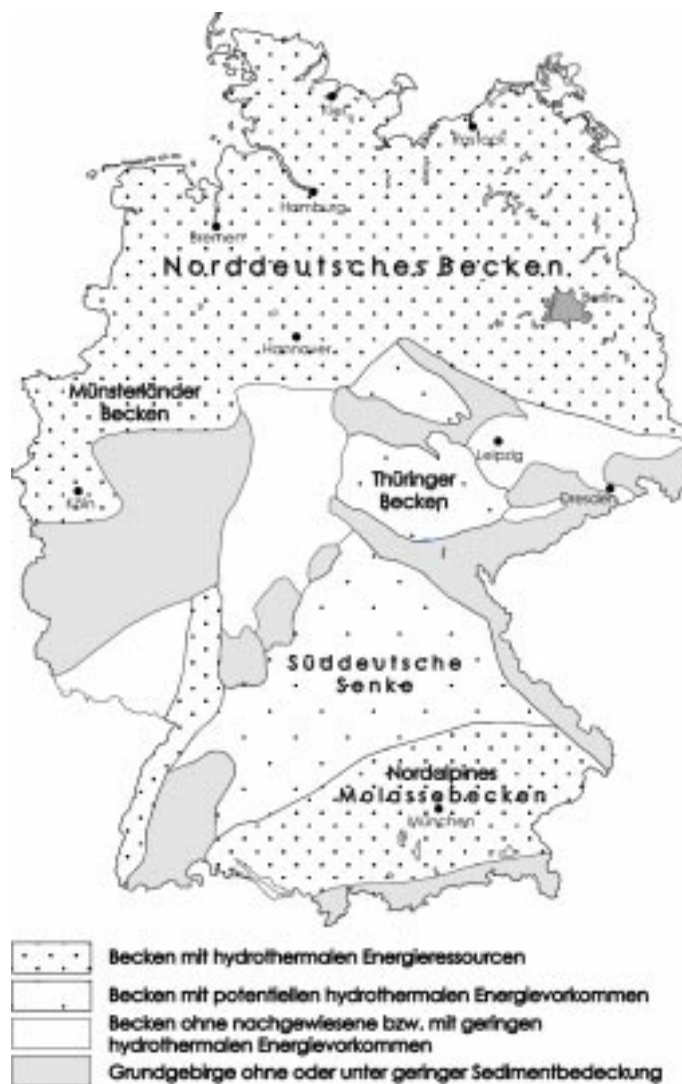 Kiel
Rostock
Hamburg
Bremen
Norddeutsches Becken
Berlin
Hannover
Münsterländer
Becken
Leipzig
Thüringer
Becken
Köln
Dresden
Süddeutsche
Senke
Nordalpines
Molassebecken
München
Becken mit hydrothermalen Energieressourcen
Becken mit potentiellen hydrothermalen Energievorkommen
Becken ohne nachgewiesene bzw. mit geringen
hydrothermalen Energievorkommen
Grundgebirge ohne oder unter geringer Sedimentbedeckung